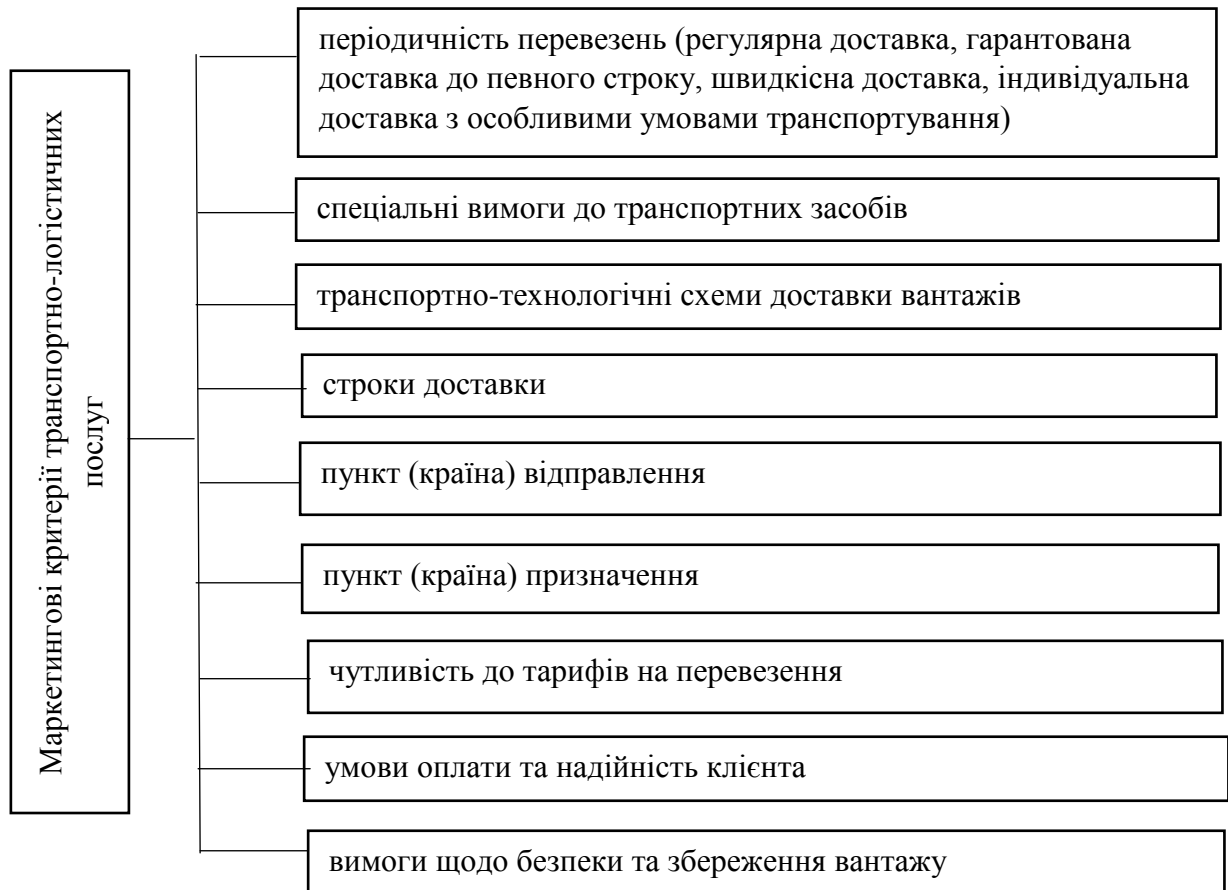 Маркетингові критерії транспортно-логістичних
послуг
періодичність перевезень (регулярна доставка, гарантована
доставка до певного строку, швидкісна доставка, індивідуальна
доставка з особливими умовами транспортування)
спеціальні вимоги до транспортних засобів
транспортно-технологічні схеми доставки вантажів
строки доставки
пункт (країна) відправлення
пункт (країна) призначення
чутливість до тарифів на перевезення
умови оплати та надійність клієнта
вимоги щодо безпеки та збереження вантажу